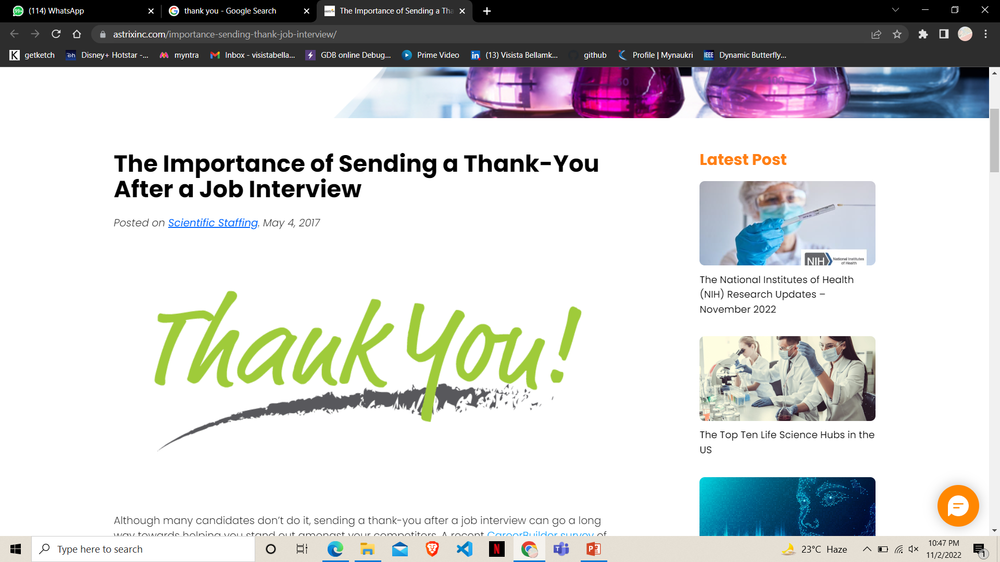 (114) WhatsApp
thank you - Google Search
The Importance of Sending a Tha
astrixinc.com/importance-sending-thank-job-interview/
getketch
Disney+ Hotstar -...
myntra
Inbox - visistabella...
GDB online Debug...
Prime Video
(13) Visista Bellamk...
github
Profile | Mynaukri
IEEE
Dynamic Butterfly...
50
100
The Importance of Sending a Thank-You
After a Job Interview
Posted on Scientific Staffing. May 4, 2017
Thank You!
Although many candidates don't do it, sending a thank-you after a job interview can go a long
way towards helping you stand out amongst your competitors. A recent CareerBuilder survey of
Latest Post
NIH National Institutes
of Health
The National Institutes of Health
(NIH) Research Updates –
November 2022
The Top Ten Life Science Hubs in the
US
Type here to search
23°C Haze
10:47 PM
11/2/2022
1